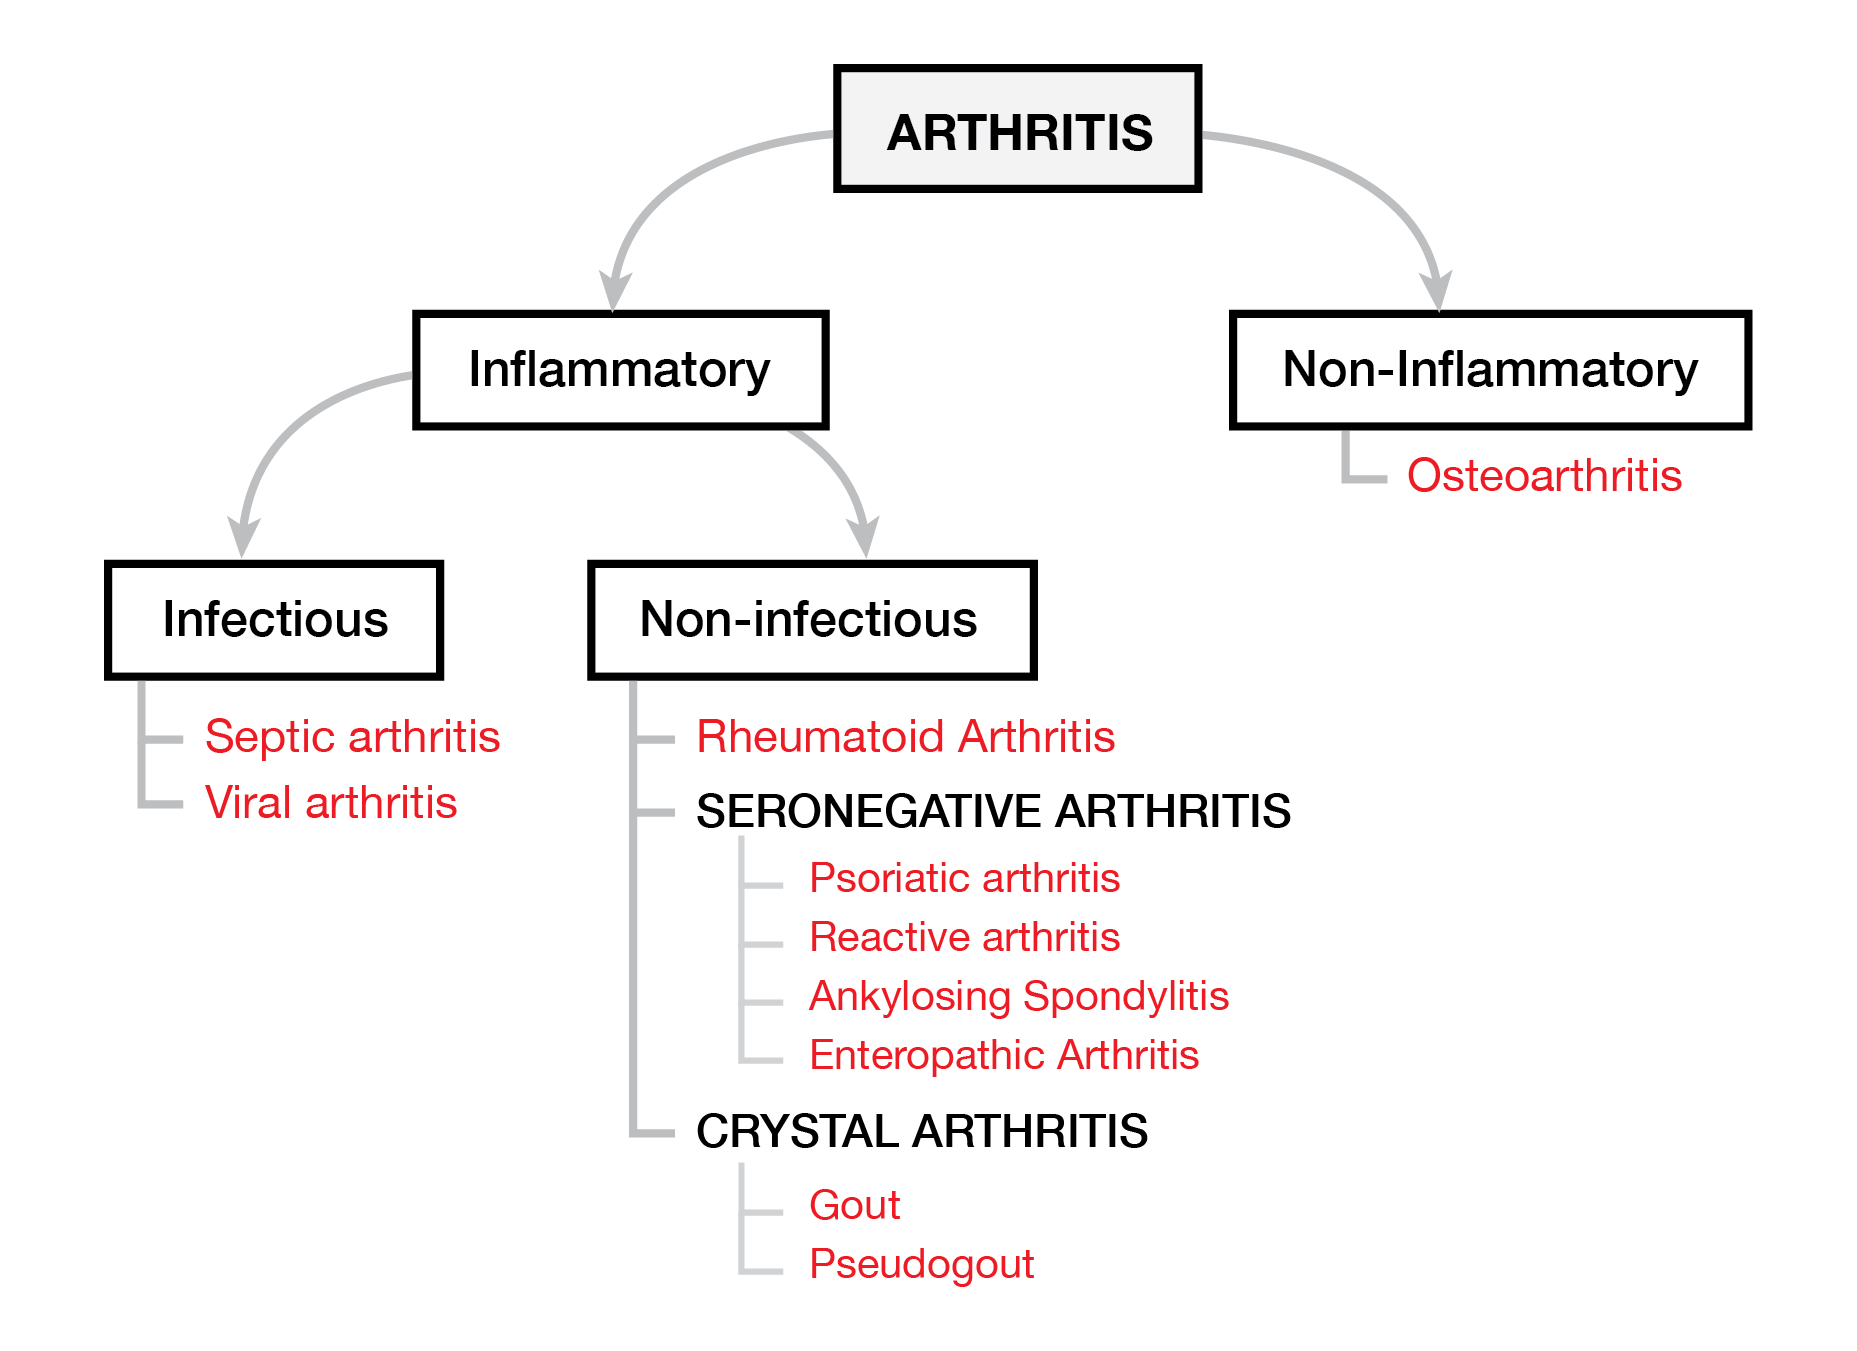 ARTHRITIS
Inflammatory
Non-Inflammatory
Osteoarthritis
Infectious
Non-infectious
Septic arthritis
Viral arthritis
Rheumatoid Arthritis
SERONEGATIVE ARTHRITIS
Psoriatic arthritis
Reactive arthritis
Ankylosing Spondylitis
Enteropathic Arthritis
CRYSTAL ARTHRITIS
Gout
Pseudogout